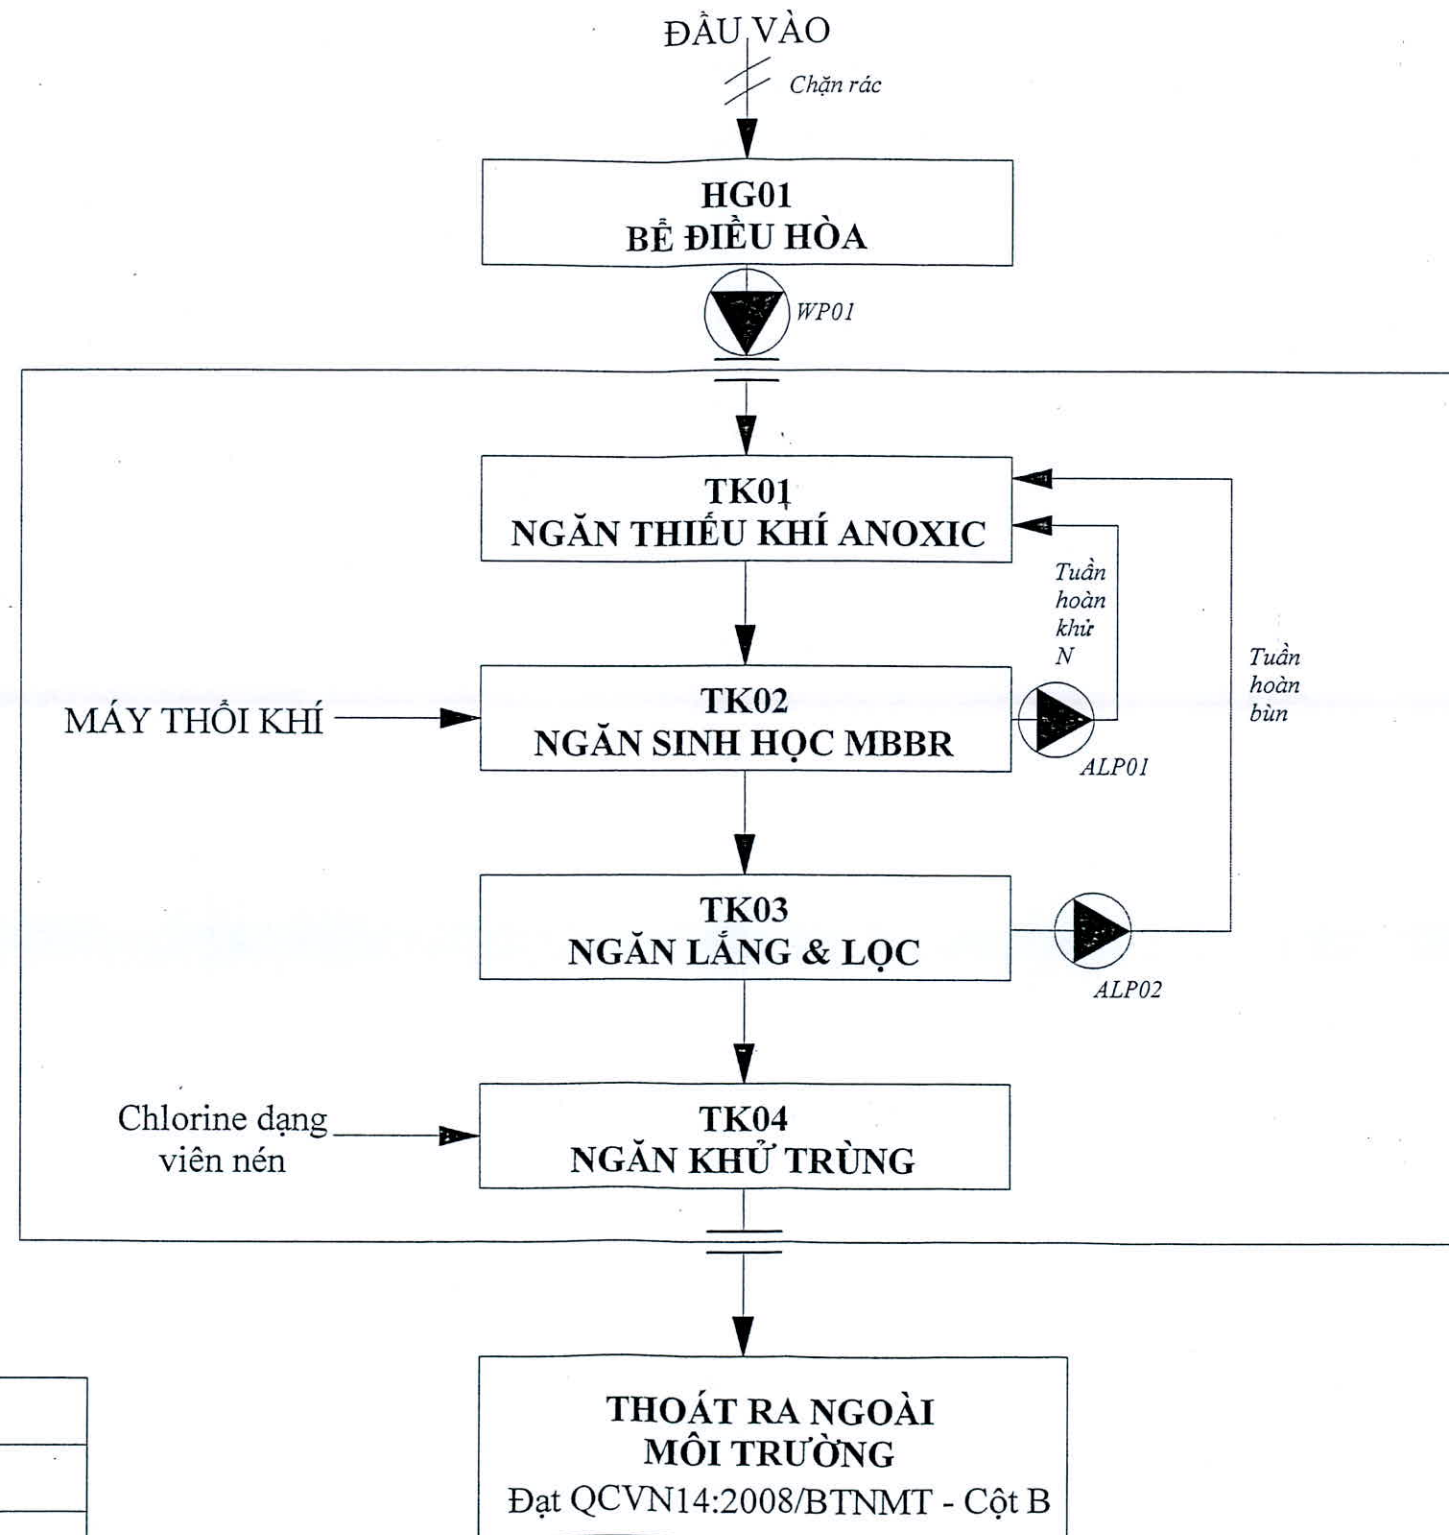 ĐẦU VÀO
Chặn rác
HG01
BỂ ĐIỀU HÒA
WP01
TK01
NGĂN THIẾU KHÍ ANOXIC
Tuần
hoàn
khử
N
Tuần
hoàn
bùn
TK02
NGĂN SINH HỌC MBBR
MÁY THỔI KHÍ
ALP01
TK03
NGĂN LẮNG & LỌC
ALP02
Chlorine dạng
viên nén
TK04
NGĂN KHỬ TRÙNG
THOÁT RA NGOÀI
MÔI TRƯỜNG
Đạt QCVN14:2008/BTNMT - Cột B